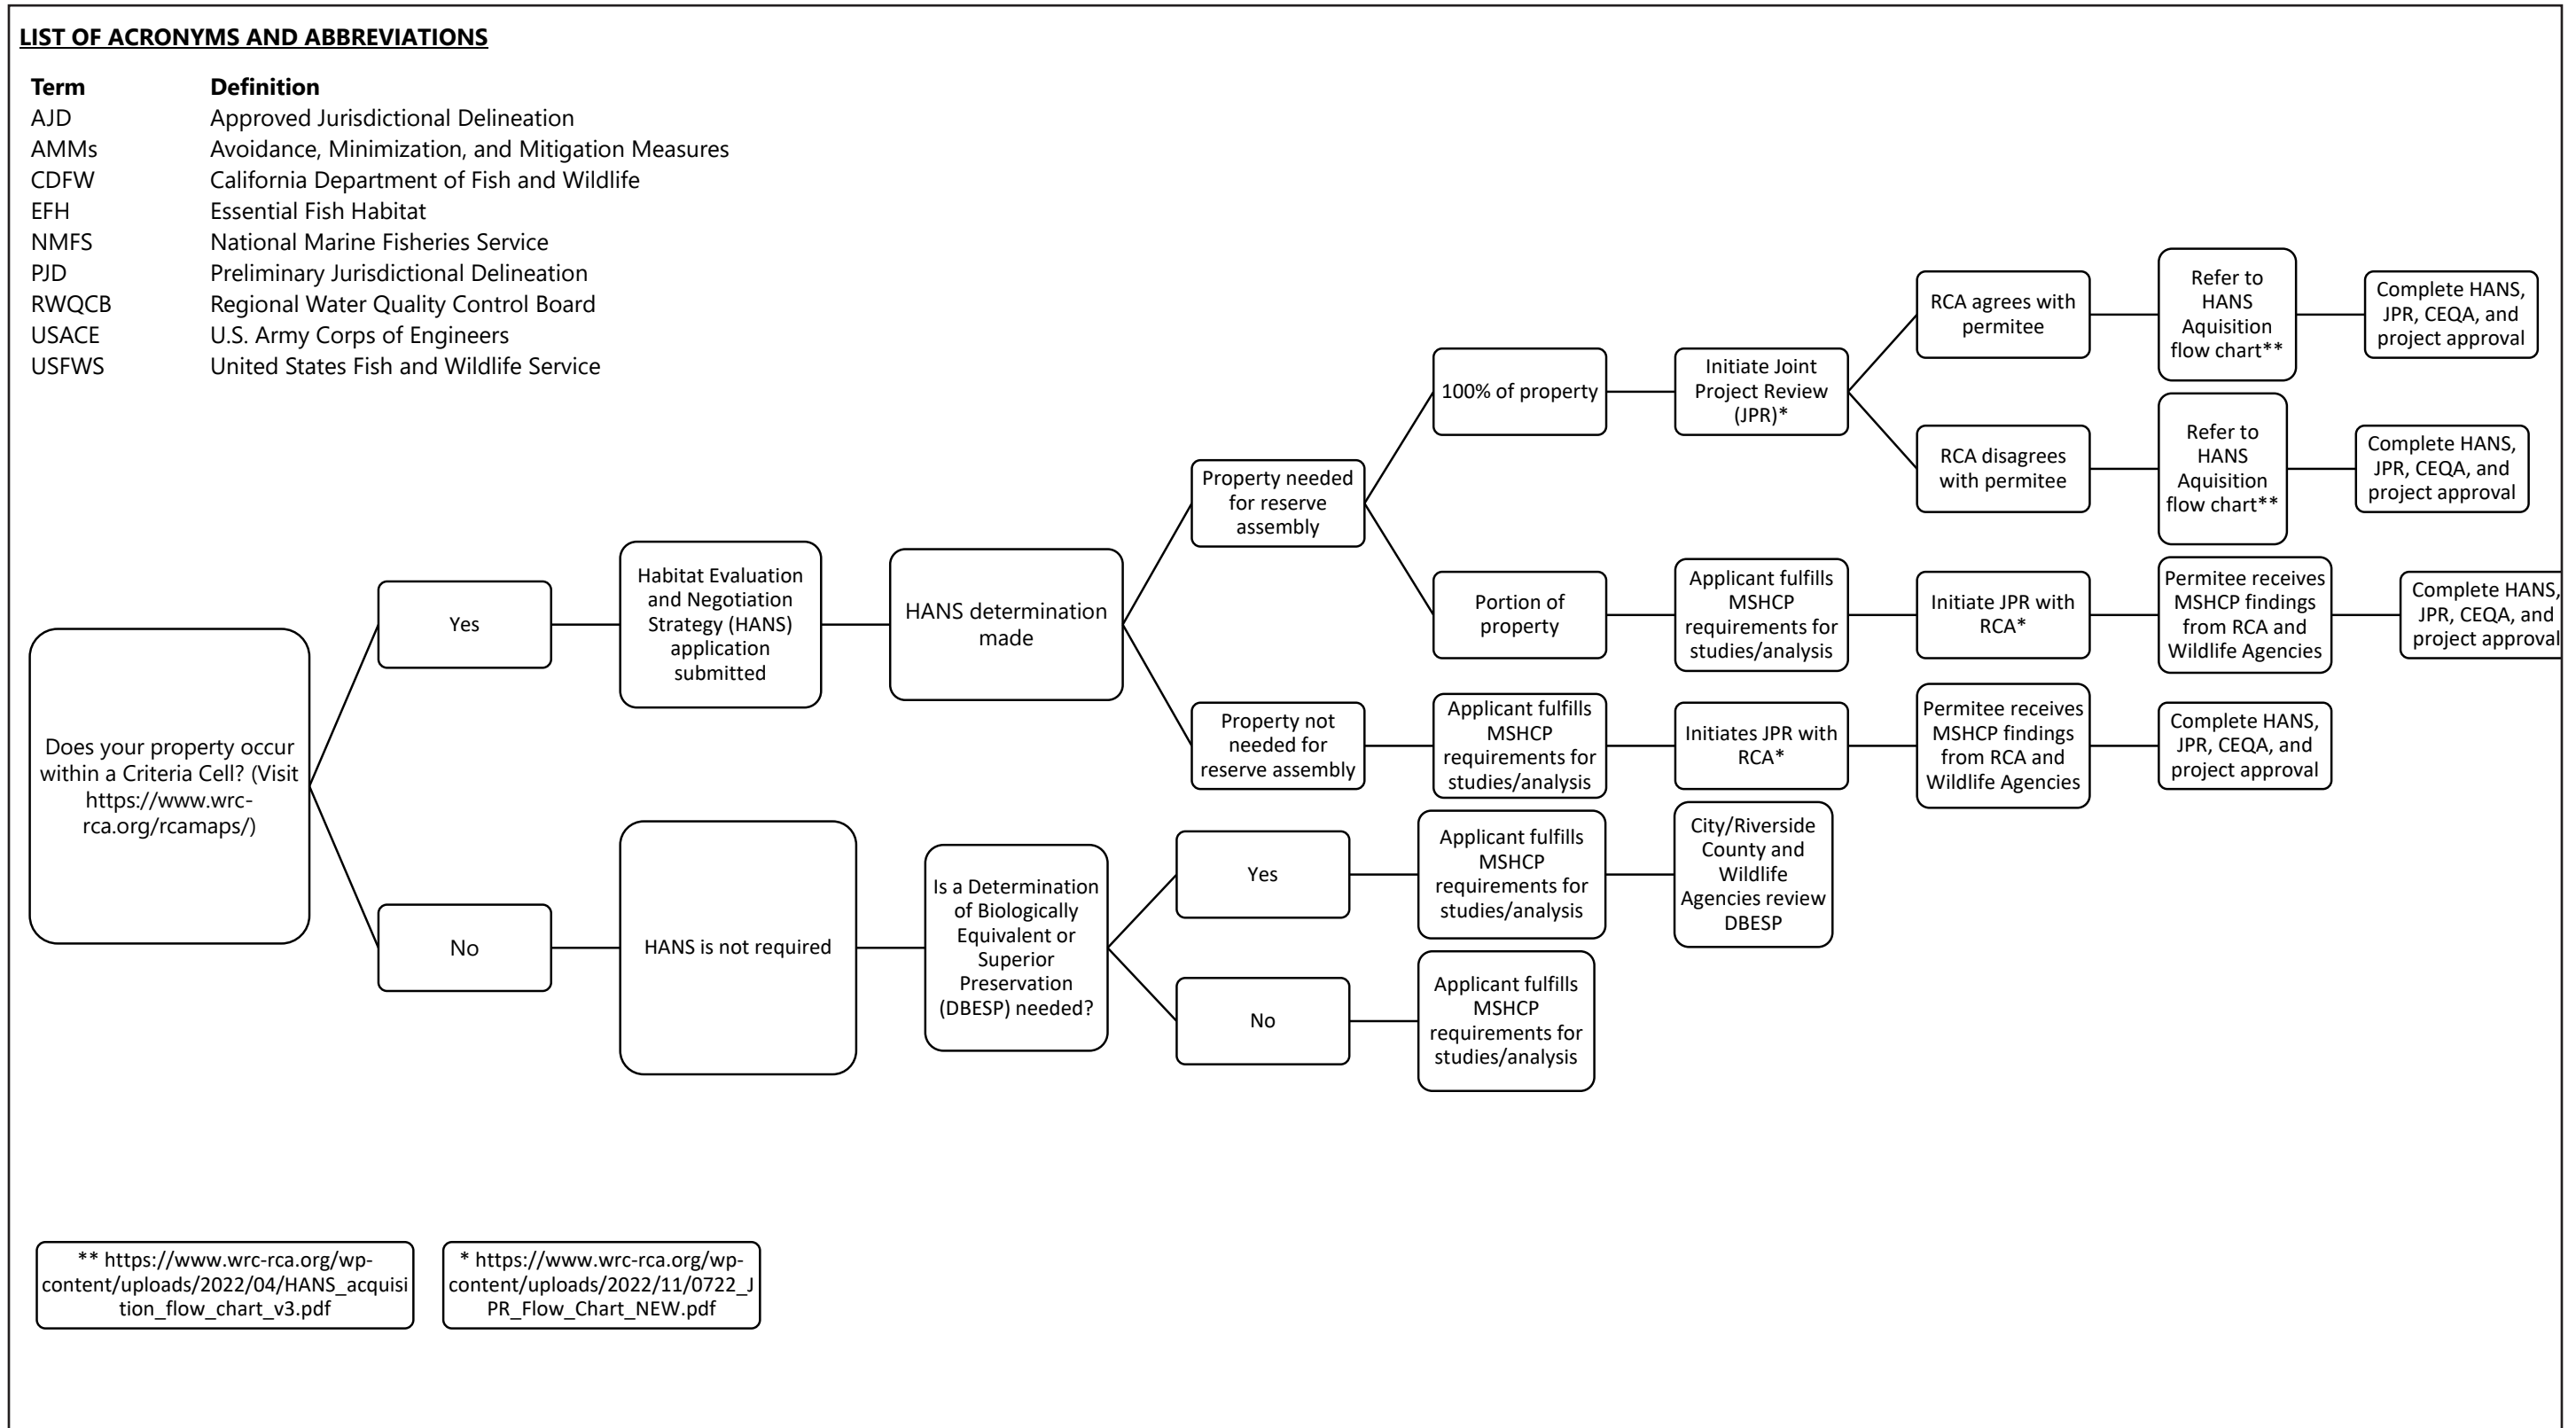 LIST OF ACRONYMS AND ABBREVIATIONS
Term Definition
AJD Approved Jurisdictional Delineation
AMMs Avoidance, Minimization, and Mitigation Measures
CDFW California Department of Fish and Wildlife
EFH Essential Fish Habitat
NMFS National Marine Fisheries Service
PJD Preliminary Jurisdictional Delineation
RWQCB Regional Water Quality Control Board
USACE U.S. Army Corps of Engineers
USFWS United States Fish and Wildlife Service
Does your property occur
within a Criteria Cell? (Visit
https://www.wrc-
rca.org/rcamaps/)
Yes
Habitat Evaluation
and Negotiation
Strategy (HANS)
application
submitted
HANS determination
made
Property needed
for reserve
assembly
100% of property
Initiate Joint
Project Review
(JPR)*
RCA agrees with
permitee
Refer to
HANS
Aquisition
flow chart**
Complete HANS,
JPR, CEQA, and
project approval
RCA disagrees
with permitee
Refer to
HANS
Aquisition
flow chart**
Complete HANS,
JPR, CEQA, and
project approval
Portion of
property
Applicant fulfills
MSHCP
requirements for
studies/analysis
Initiate JPR with
RCA*
Permitee receives
MSHCP findings
from RCA and
Wildlife Agencies
Complete HANS,
JPR, CEQA, and
project approval
Property not
needed for
reserve assembly
Applicant fulfills
MSHCP
requirements for
studies/analysis
Initiates JPR with
RCA*
Permitee receives
MSHCP findings
from RCA and
Wildlife Agencies
Complete HANS,
JPR, CEQA, and
project approval
No
HANS is not required
Is a Determination
of Biologically
Equivalent or
Superior
Preservation
(DBESP) needed?
Yes
Applicant fulfills
MSHCP
requirements for
studies/analysis
City/Riverside
County and
Wildlife
Agencies review
DBESP
No
Applicant fulfills
MSHCP
requirements for
studies/analysis
** https://www.wrc-rca.org/wp-
content/uploads/2022/04/HANS_acquisi
tion_flow_chart_v3.pdf
* https://www.wrc-rca.org/wp-
content/uploads/2022/11/0722_J
PR_Flow_Chart_NEW.pdf